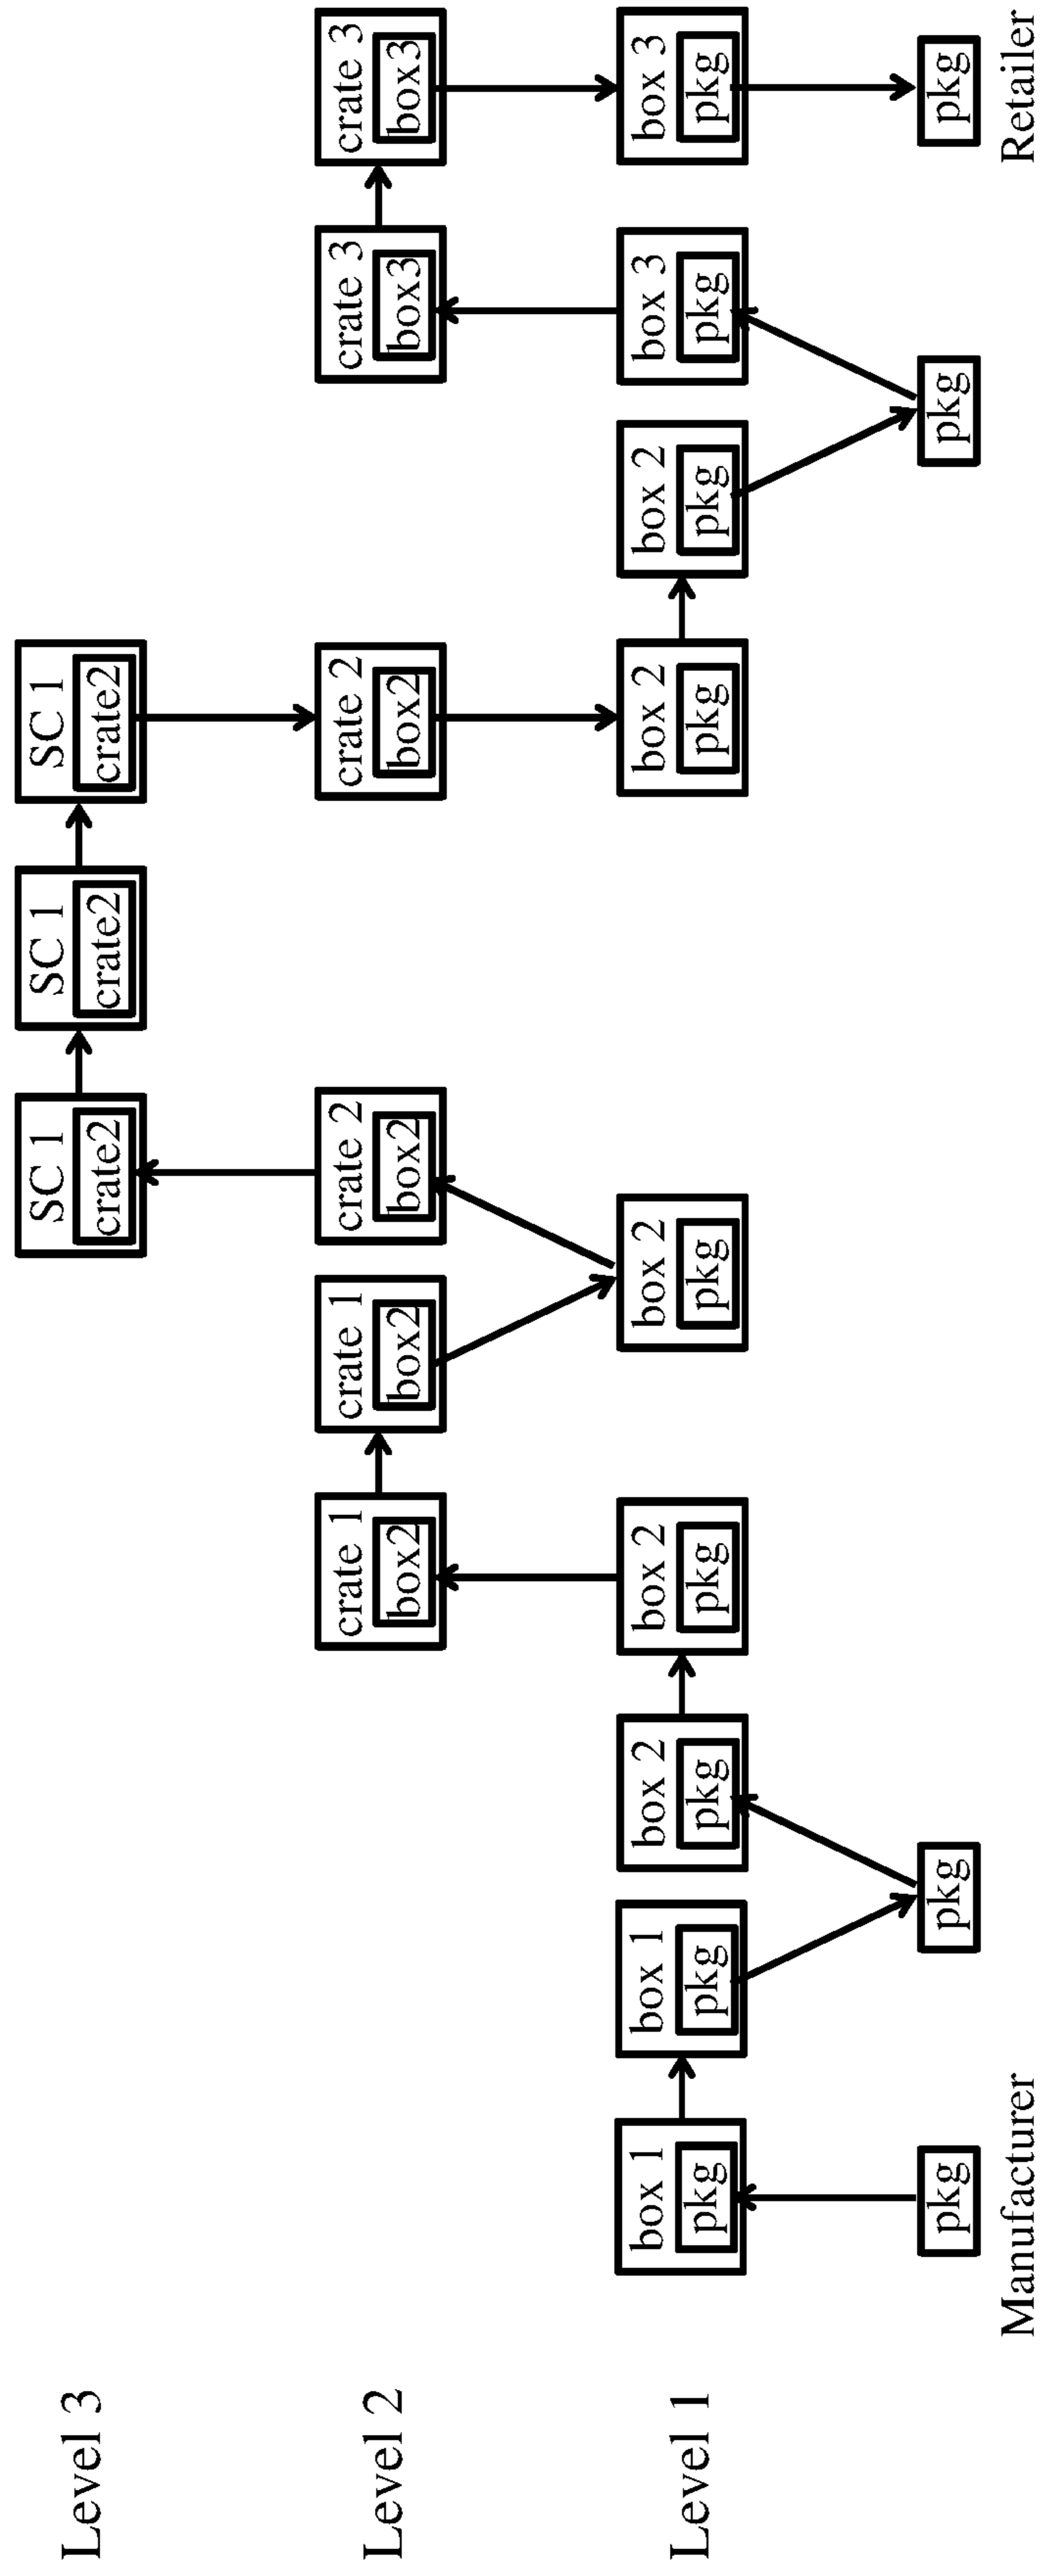 Level 3
SC 1
crate2
SC 1
crate2
SC 1
crate2
Level 2
crate 1
box2
crate 1
box2
crate 2
box2
crate 2
box2
crate 3
box3
crate 3
box3
Level 1
box 1
pkg
box 1
pkg
box 2
pkg
box 2
pkg
box 2
pkg
box 2
pkg
box 2
pkg
box 3
pkg
box 3
pkg
pkg
pkg
pkg
pkg
Manufacturer
Retailer